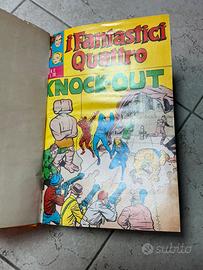 i Fantastici
Quattro
KNOCK-OUT
subito